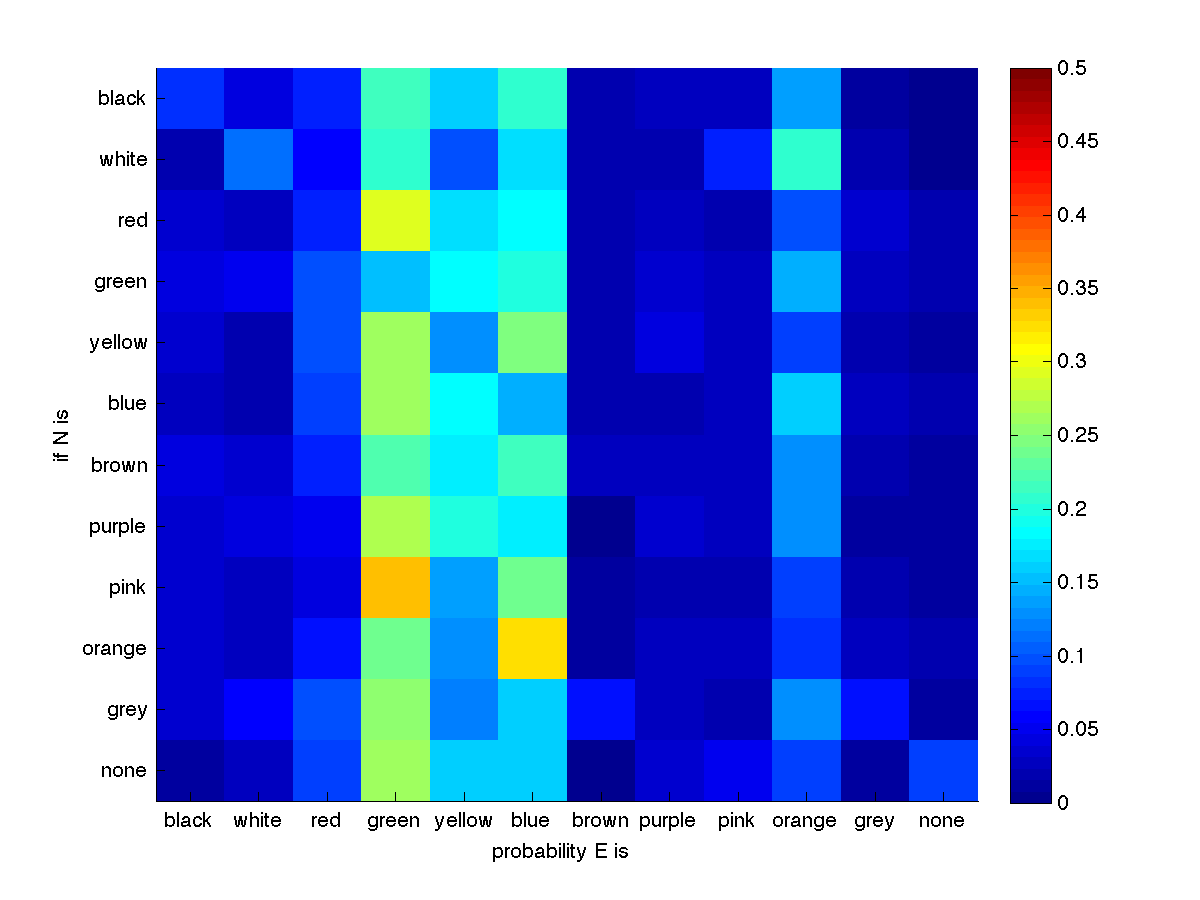 if N is
black
white
red
green
yellow
blue
brown
purple
pink
orange
grey
none
black white red green yellow blue brown purple pink orange grey none
probability E is
0.5
0.45
0.4
0.35
0.3
0.25
0.2
0.15
0.1
0.05
0